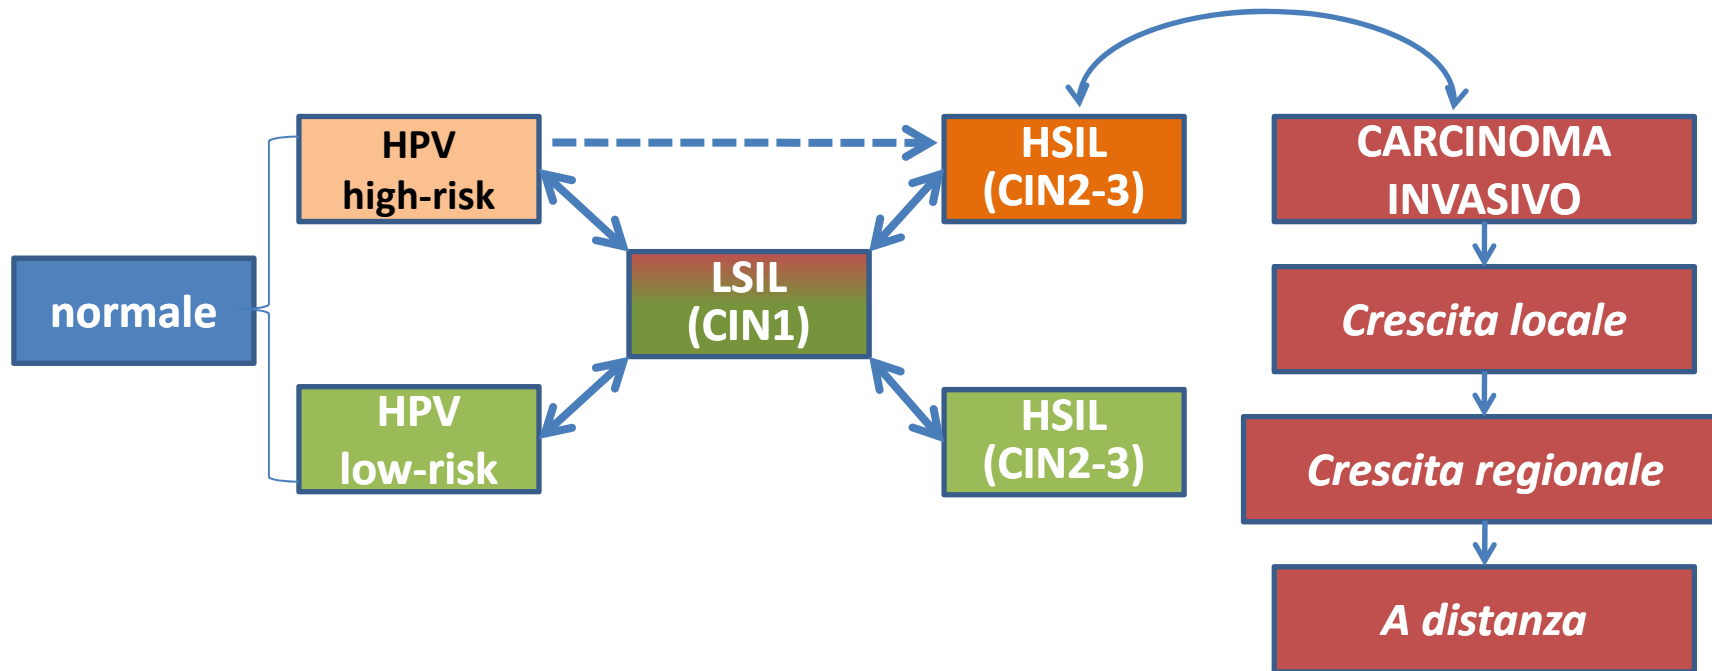 normale
HPV
high-risk
HPV
low-risk
LSIL
(CIN1)
HSIL
(CIN2-3)
HSIL
(CIN2-3)
CARCINOMA
INVASIVO
Crescita locale
Crescita regionale
A distanza